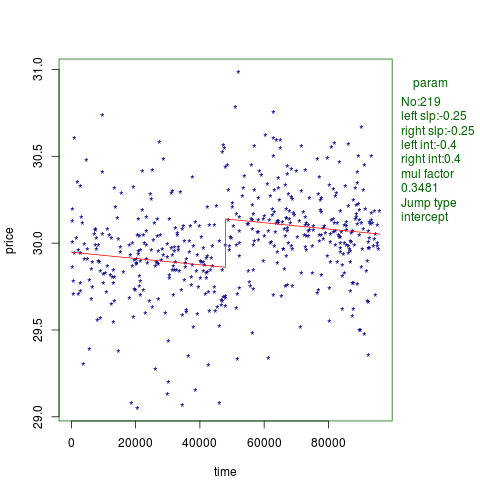 param
No:219
left slp:-0.25
right slp:-0.25
left int:-0.4
right int:0.4
mul factor
0.3481
Jump type
intercept
31.0
30.5
30.0
29.5
29.0
price
0 20000 40000 60000 80000
time